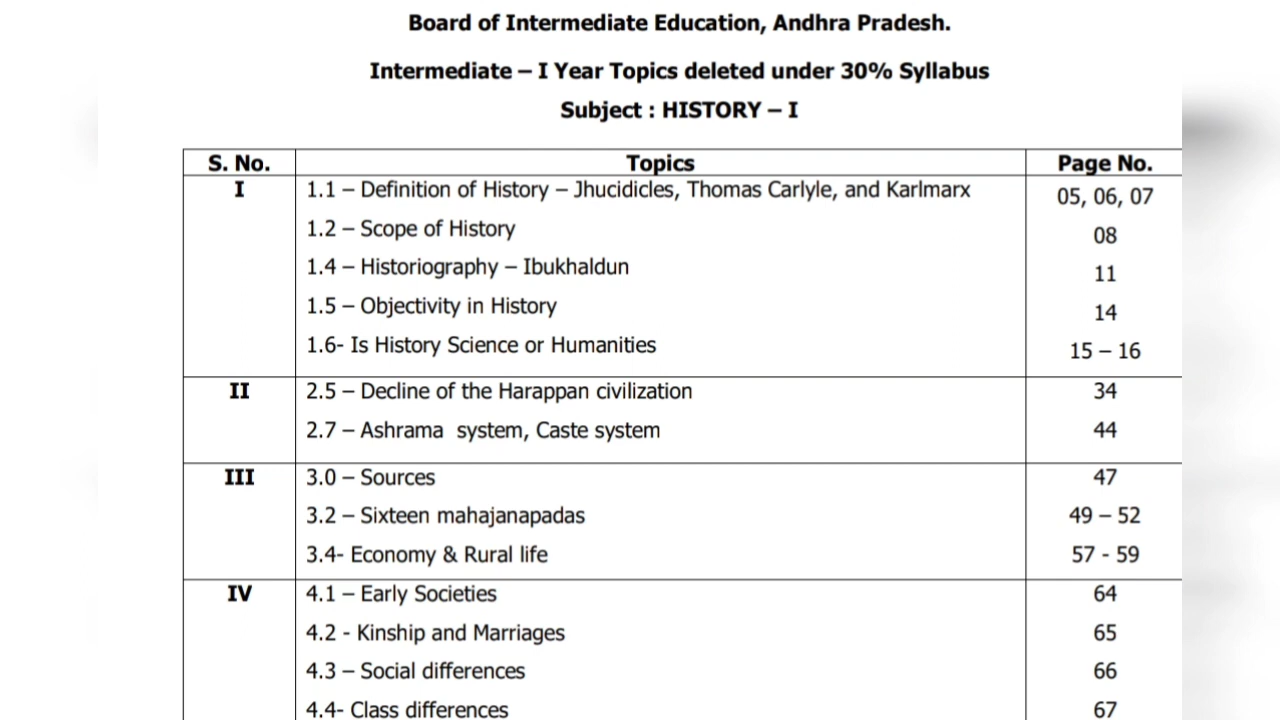 Board of Intermediate Education, Andhra Pradesh.
Intermediate – I Year Topics deleted under 30% Syllabus
Subject : HISTORY – I
S. No. Topics Page No.
I 1.1 – Definition of History – Jhucidicles, Thomas Carlyle, and Karlmarx 05, 06, 07
1.2 – Scope of History 08
1.4 – Historiography – Ibukhaldun 11
1.5 – Objectivity in History 14
1.6- Is History Science or Humanities 15 – 16
II 2.5 – Decline of the Harappan civilization 34
2.7 – Ashrama system, Caste system 44
III 3.0 – Sources 47
3.2 – Sixteen mahajanapadas 49 – 52
3.4- Economy & Rural life 57 - 59
IV 4.1 – Early Societies 64
4.2 - Kinship and Marriages 65
4.3 – Social differences 66
4.4- Class differences 67